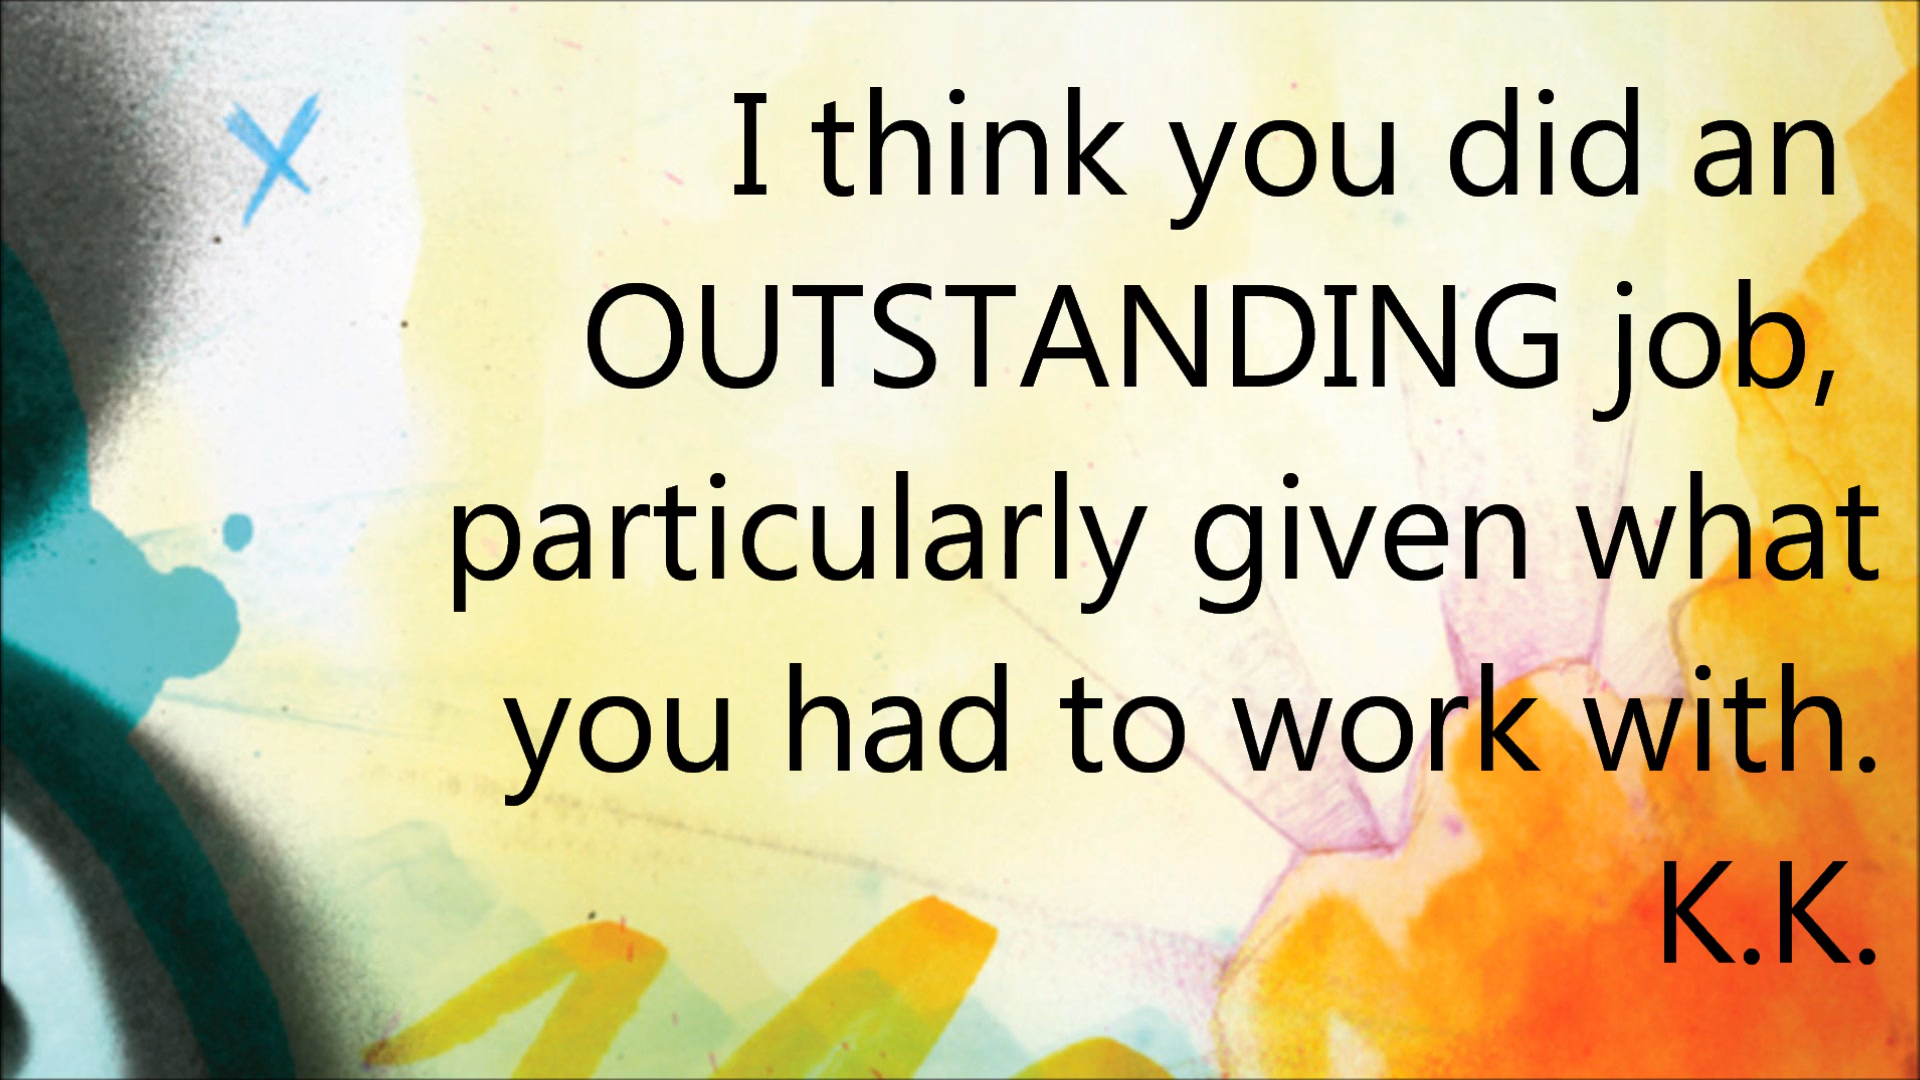 I think you did an
OUTSTANDING job,
particularly given what
you had to work with.
K.K.